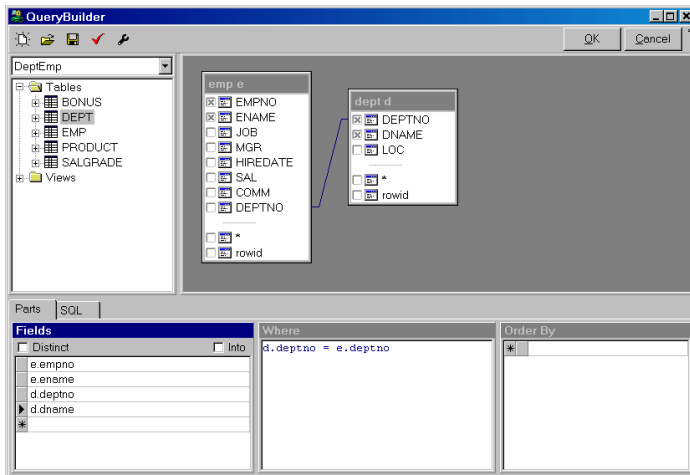 QueryBuilder
OK
Cancel
DeptEmp
Tables
BONUS
DEPT
EMP
PRODUCT
SALGRADE
Views
emp e
EMPNO
ENAME
JOB
MGR
HIREDATE
SAL
COMM
DEPTNO
*
rowid
dept d
DEPTNO
DNAME
LOC
*
rowid
Parts
SQL
Fields
Distinct
Into
e.empno
e.ename
d.deptno
d.dname
*
Where
d.deptno = e.deptno
Order By
*